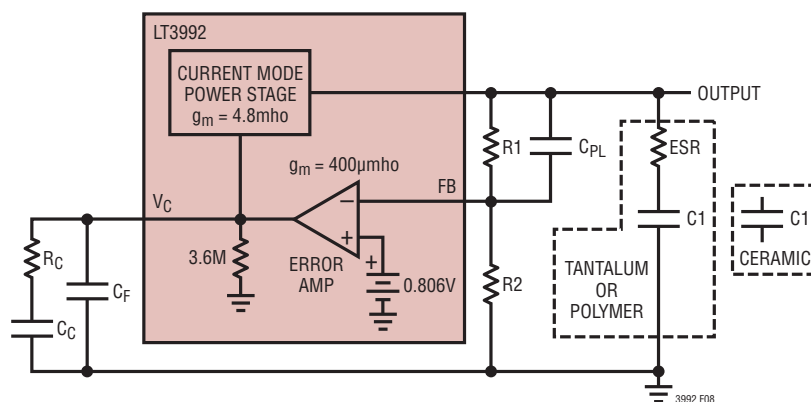 LT3992
CURRENT MODE
POWER STAGE
gm = 4.8mho
OUTPUT
R1
CPL
ESR
gm = 400µmho
FB
VC
–
+
C1
C1
CERAMIC
RC
3.6M
ERROR
AMP
+
0.806V
R2
TANTALUM
OR
POLYMER
CF
CC
3992 F08